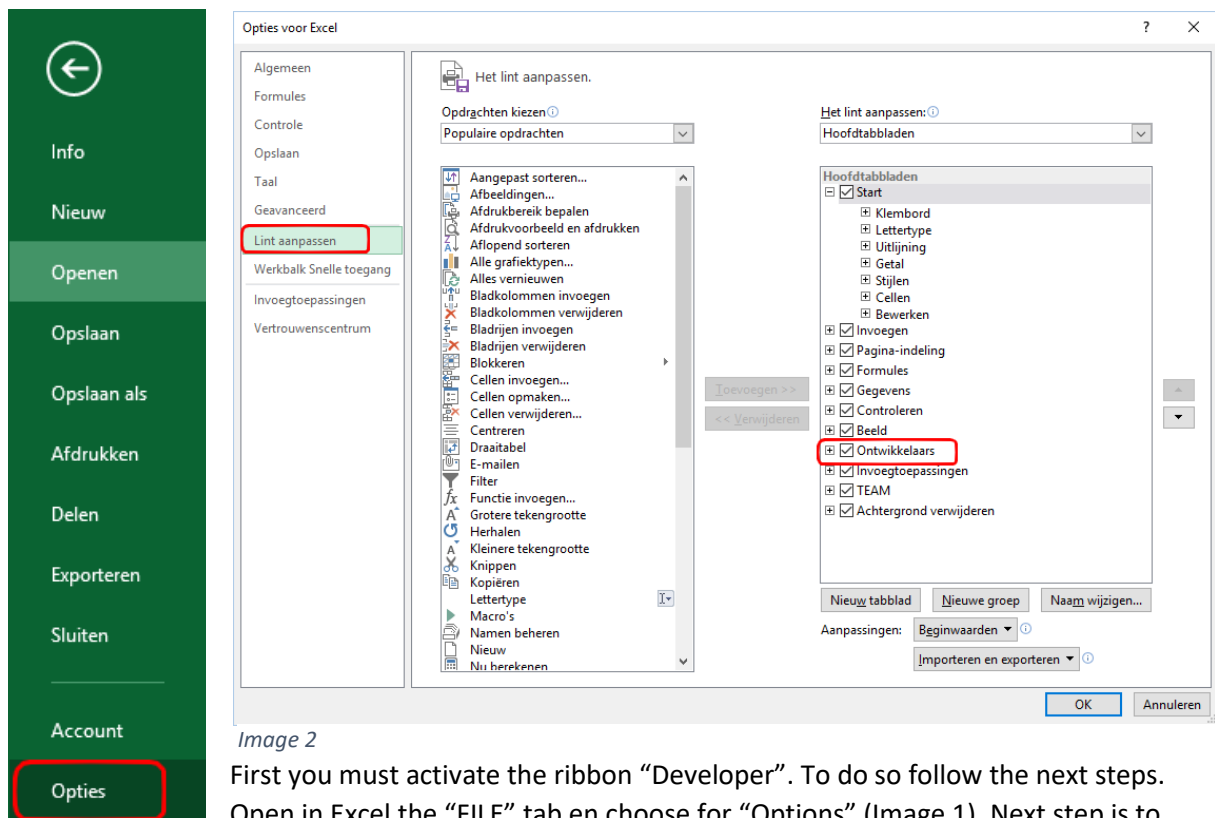 Info
Nieuw
Openen
Opslaan
Opslaan als
Afdrukken
Delen
Exporteren
Sluiten
Account
Opties
Opties voor Excel
?
Algemeen
Formules
Controle
Opslaan
Taal
Geavanceerd
Lint aanpassen
Werkbalk Snelle toegang
Invoegtoepassingen
Vertrouwenscentrum
Het lint aanpassen.
Opdrachten kiezen
Populaire opdrachten
Aangepast sorteren...
Afbeeldingen...
Afdrukbereik bepalen
Afdrukvoorbeeld en afdrukken
Aflopend sorteren
Alle grafiektypen...
Alles vernieuwen
Bladkolommen invoegen
Bladkolommen verwijderen
Bladrijen invoegen
Bladrijen verwijderen
Blokkeren
Cellen invoegen...
Cellen opmaken...
Cellen verwijderen...
Centreren
Draaitabel
E-mailen
Filter
Functie invoegen...
Grotere tekengrootte
Herhalen
Kleinere tekengrootte
Knippen
Kopiëren
Lettertype
Macro's
Namen beheren
Nieuw
Nu berekenen
Toevoegen >>
<< Verwijderen
Het lint aanpassen:
Hoofdtabbladen
Hoofdtabbladen
Start
Klembord
Lettertype
Uitlijning
Getal
Stijlen
Cellen
Bewerken
Invoegen
Pagina-indeling
Formules
Gegevens
Controleren
Beeld
Ontwikkelaars
Invoegtoepassingen
TEAM
Achtergrond verwijderen
Nieuw tabblad
Nieuwe groep
Naam wijzigen...
Aanpassingen:
Beginwaarden
Importeren en exporteren
OK
Annuleren
Image 2
First you must activate the ribbon “Developer”. To do so follow the next steps.
Open in Excel the “FILE” tab en choose for “Options” (Image 1). Next step is to